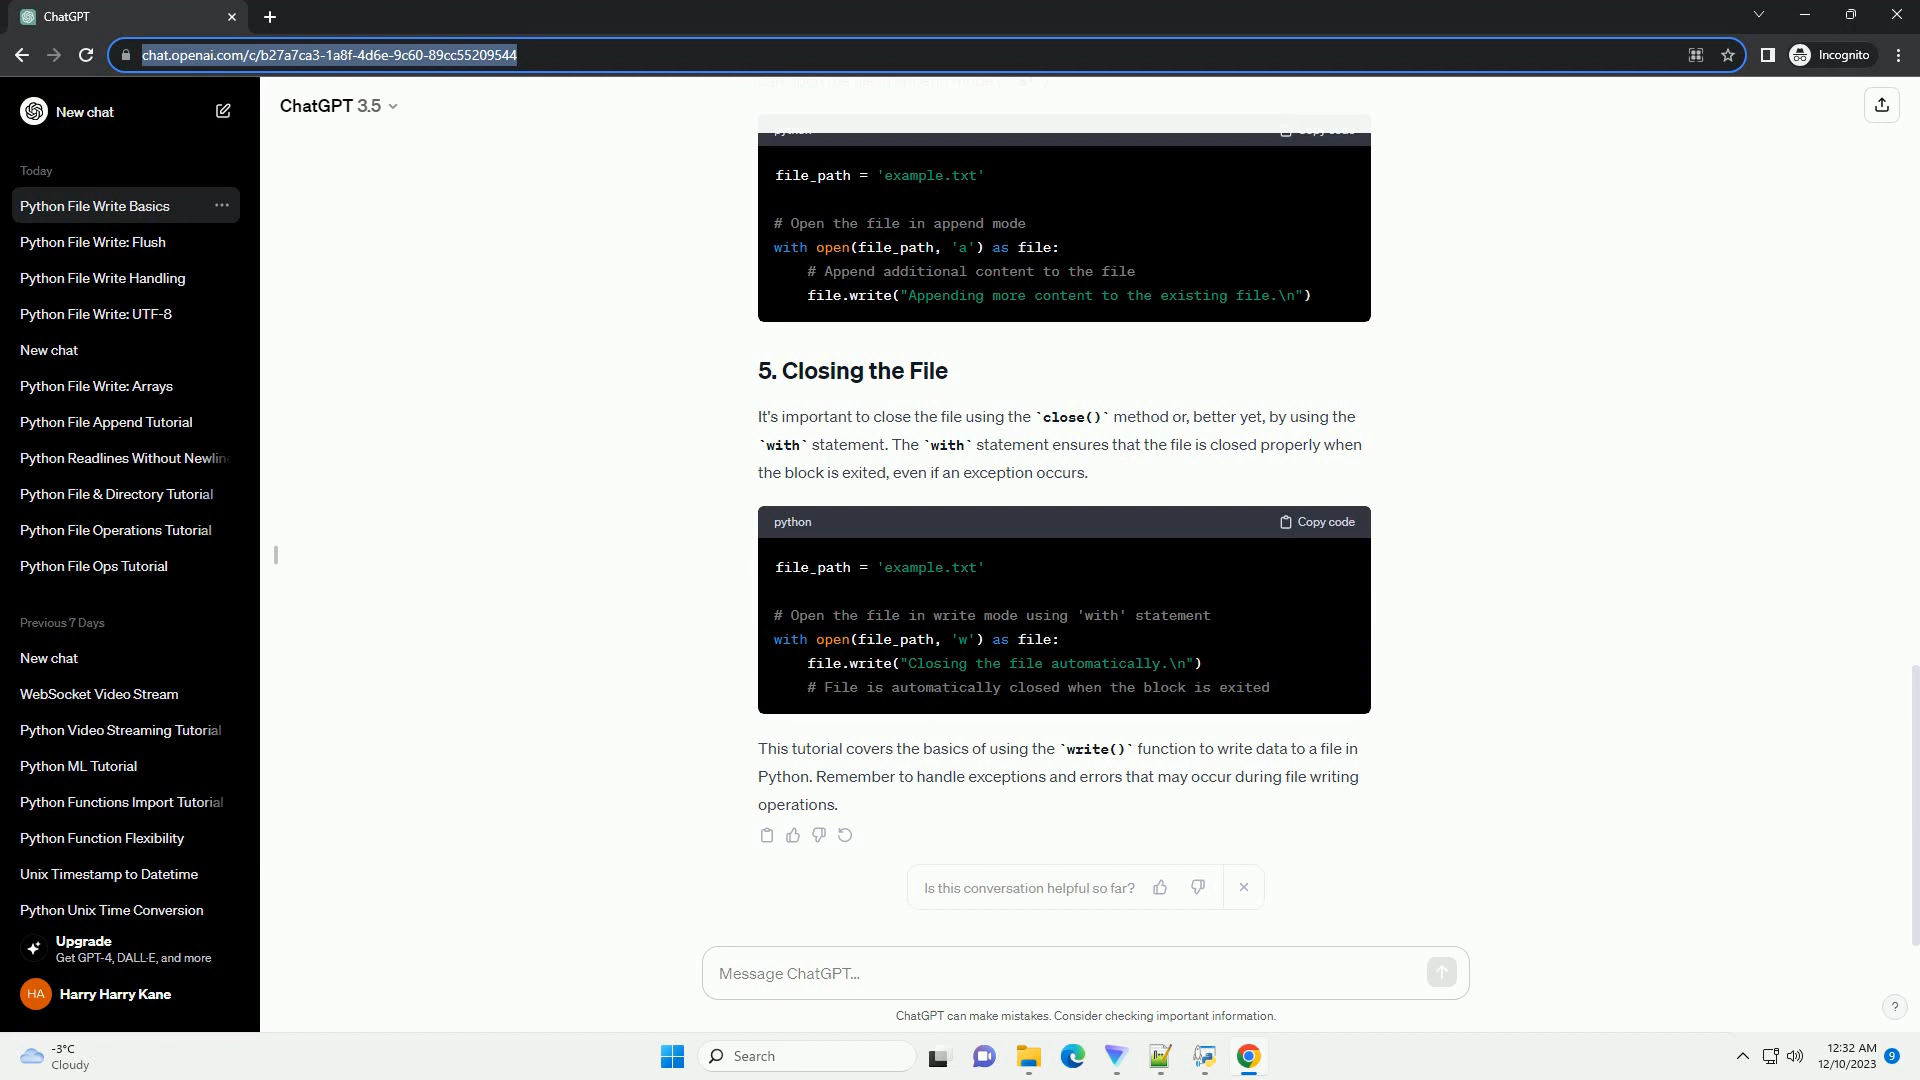 ChatGPT
chat.openai.com/c/b27a7ca3-1a8f-4d6e-9c60-89cc55209544
Incognito
New chat
Today
Python File Write Basics
Python File Write: Flush
Python File Write Handling
Python File Write: UTF-8
New chat
Python File Write: Arrays
Python File Append Tutorial
Python Readlines Without Newlin
Python File & Directory Tutorial
Python File Operations Tutorial
Python File Ops Tutorial
Previous 7 Days
New chat
WebSocket Video Stream
Python Video Streaming Tutorial
Python ML Tutorial
Python Functions Import Tutorial
Python Function Flexibility
Unix Timestamp to Datetime
Python Unix Time Conversion
Upgrade
Get GPT-4, DALL·E, and more
HA Harry Harry Kane
ChatGPT 3.5
python Copy code
file_path = 'example.txt'
# Open the file in append mode
with open(file_path, 'a') as file:
# Append additional content to the file
file.write("Appending more content to the existing file.\n")
5. Closing the File
It's important to close the file using the `close()` method or, better yet, by using the
`with` statement. The `with` statement ensures that the file is closed properly when
the block is exited, even if an exception occurs.
python Copy code
file_path = 'example.txt'
# Open the file in write mode using 'with' statement
with open(file_path, 'w') as file:
file.write("Closing the file automatically.\n")
# File is automatically closed when the block is exited
This tutorial covers the basics of using the `write()` function to write data to a file in
Python. Remember to handle exceptions and errors that may occur during file writing
operations.
Is this conversation helpful so far?
Message ChatGPT...
ChatGPT can make mistakes. Consider checking important information.
?
-3°C
Cloudy
Search
12:32 AM
12/10/2023
9